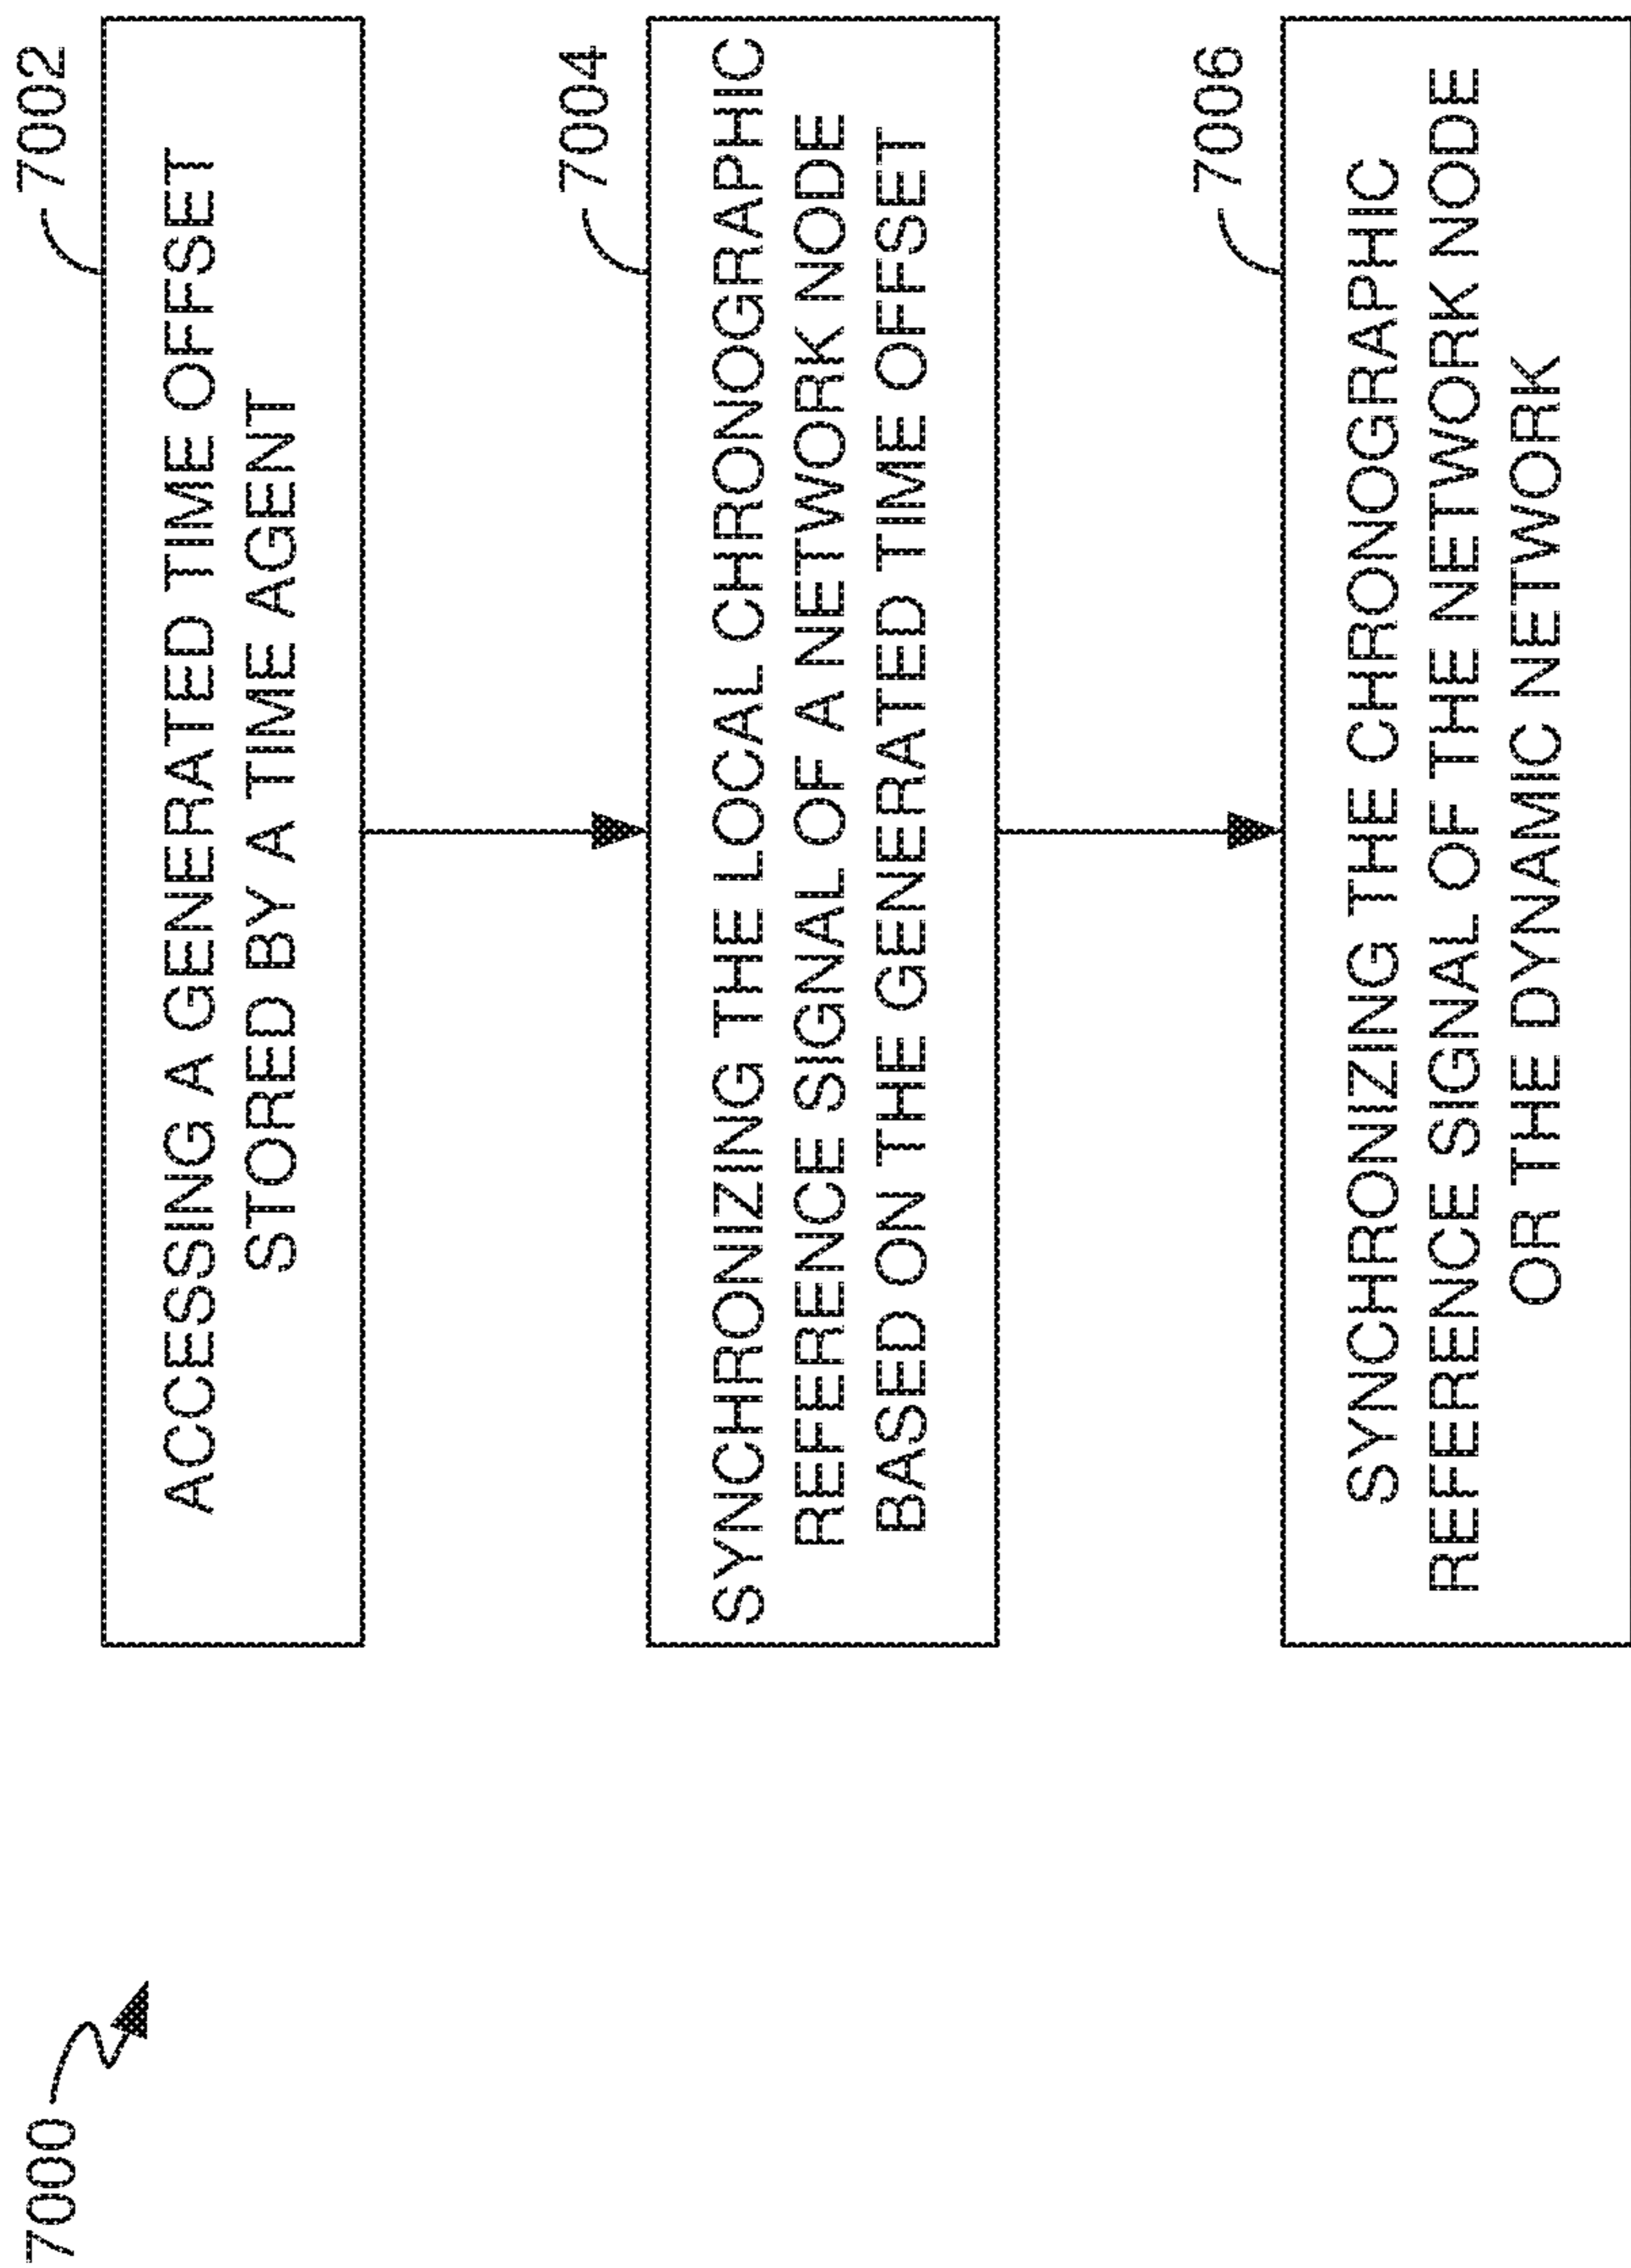 7000
7002
ACCESSING A GENERATED TIME OFFSET
STORED BY A TIME AGENT
7004
SYNCHRONIZING THE LOCAL CHRONOGRAPHIC
REFERENCE SIGNAL OF A NETWORK NODE
BASED ON THE GENERATED TIME OFFSET
7006
SYNCHRONIZING THE CHRONOGRAPHIC
REFERENCE SIGNAL OF THE NETWORK NODE
OR THE DYNAMIC NETWORK